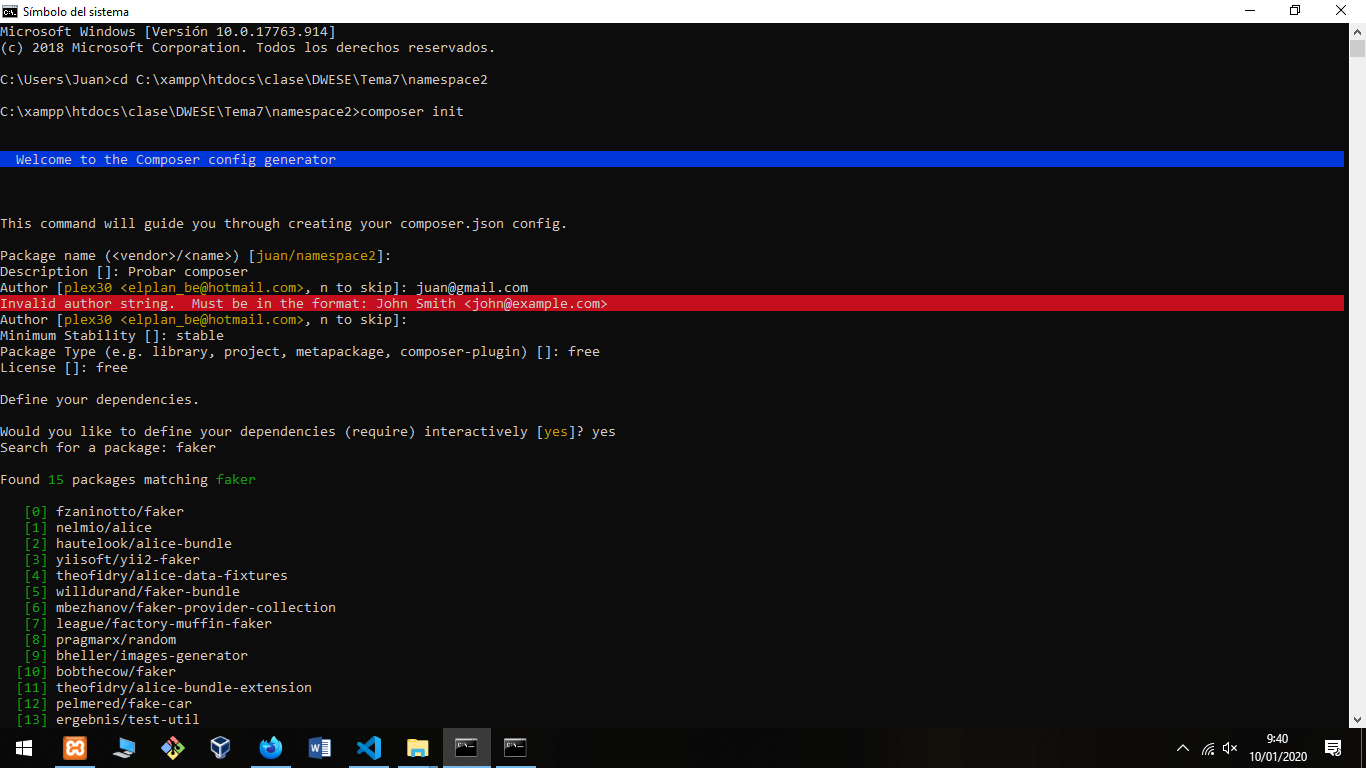 Símbolo del sistema
Microsoft Windows [Versión 10.0.17763.914]
(c) 2018 Microsoft Corporation. Todos los derechos reservados.
C:\Users\Juan>cd C:\xampp\htdocs\clase\DWESE\Tema7\namespace2
C:\xampp\htdocs\clase\DWESE\Tema7\namespace2>composer init
Welcome to the Composer config generator
This command will guide you through creating your composer.json config.
Package name (<vendor>/<name>) [juan/namespace2]:
Description []: Probar composer
Author [plex30 <elplan_be@hotmail.com>, n to skip]: juan@gmail.com
Invalid author string.  Must be in the format: John Smith <john@example.com>
Author [plex30 <elplan_be@hotmail.com>, n to skip]:
Minimum Stability []: stable
Package Type (e.g. library, project, metapackage, composer-plugin) []: free
License []: free
Define your dependencies.
Would you like to define your dependencies (require) interactively [yes]? yes
Search for a package: faker
Found 15 packages matching faker
[0] fzaninotto/faker
[1] nelmio/alice
[2] hautelook/alice-bundle
[3] yiisoft/yii2-faker
[4] theofidry/alice-data-fixtures
[5] willdurand/faker-bundle
[6] mbezhanov/faker-provider-collection
[7] league/factory-muffin-faker
[8] pragmarx/random
[9] bheller/images-generator
[10] bobthecow/faker
[11] theofidry/alice-bundle-extension
[12] pelmered/fake-car
[13] ergebnis/test-util
9:40
10/01/2020